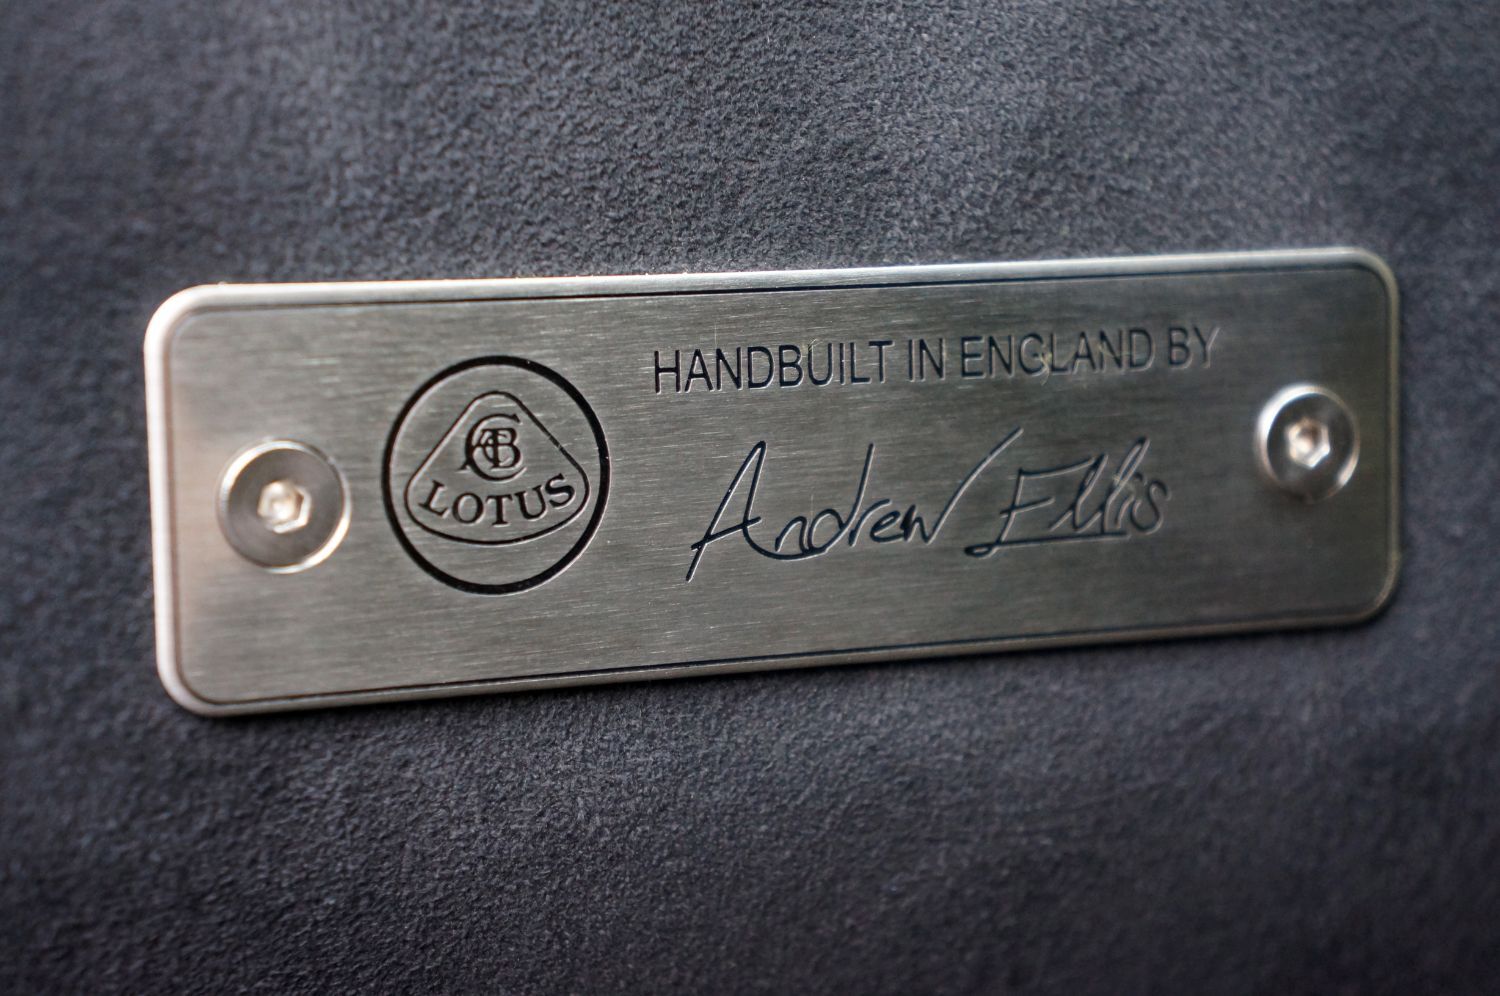 ACBC
LOTUS
HANDBUILT IN ENGLAND BY
Andrew Ellis